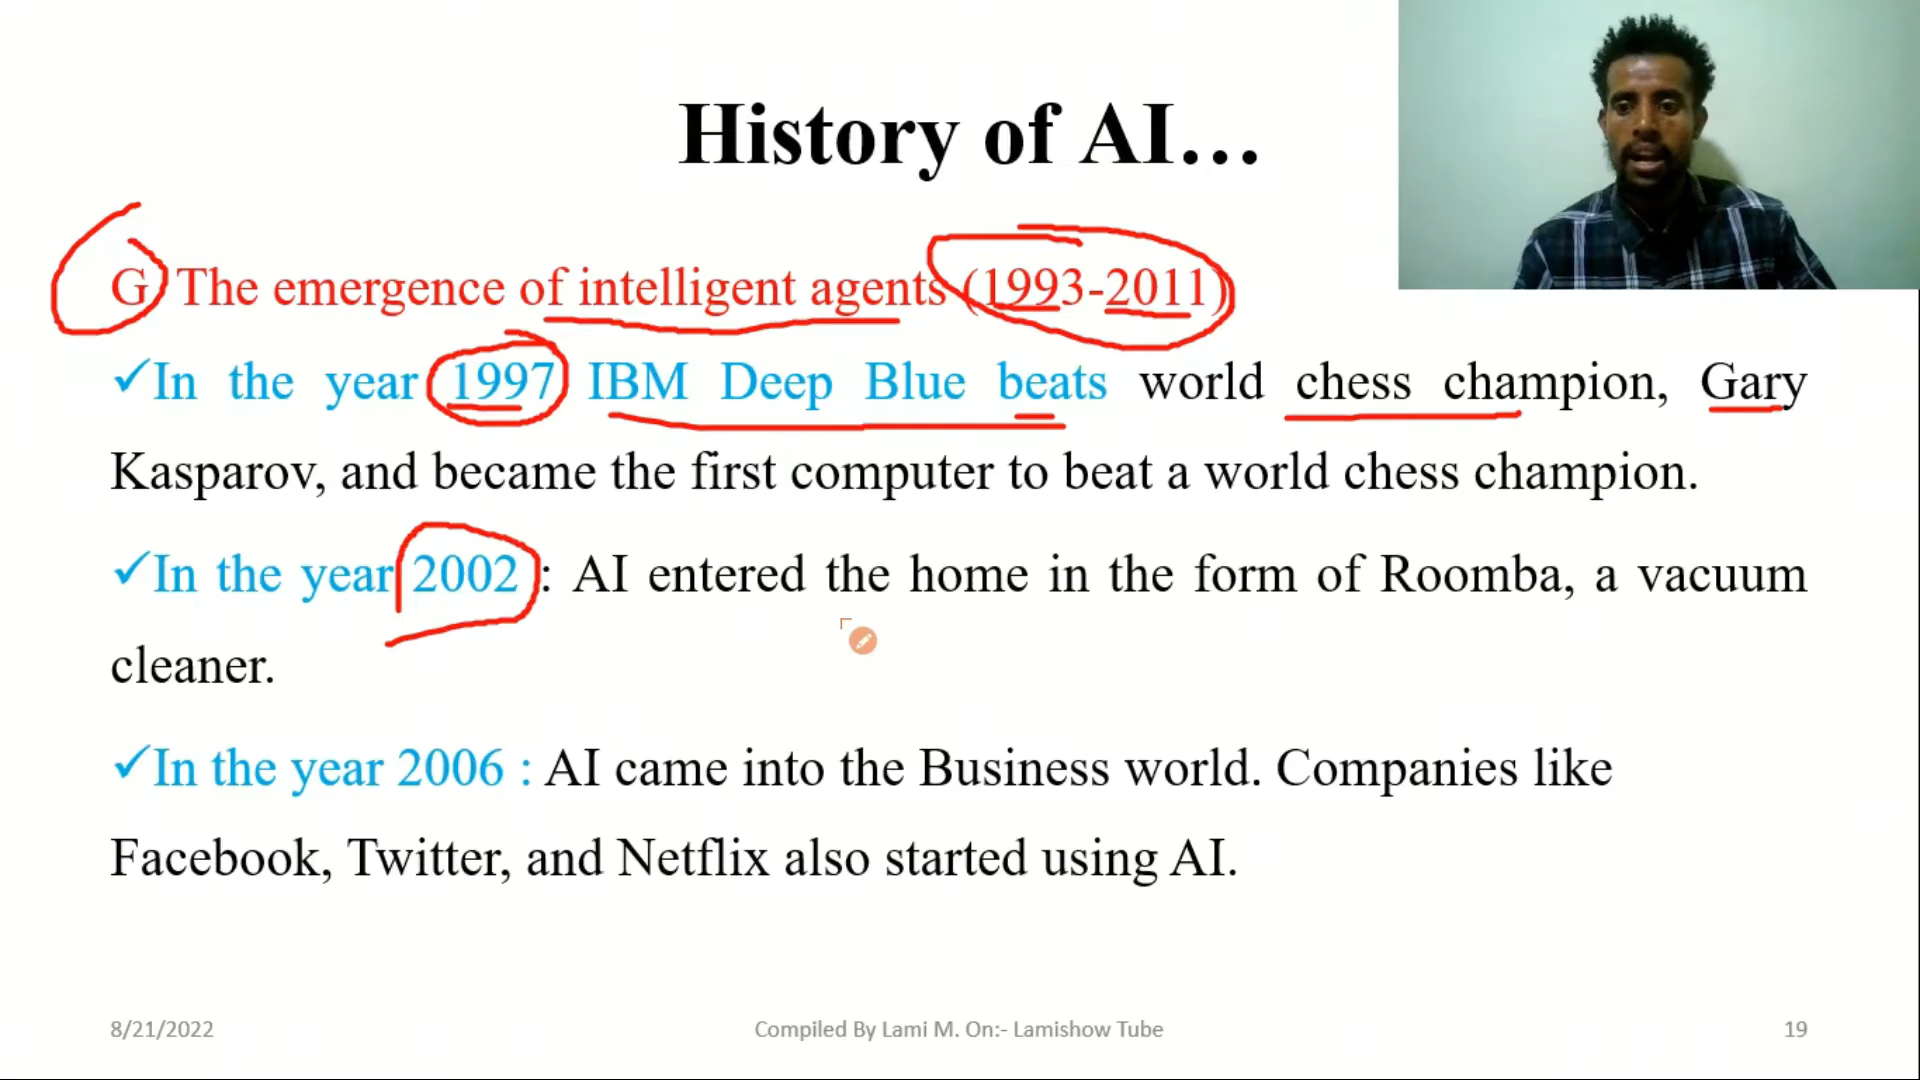 History of AI...
G. The emergence of intelligent agents (1993-2011)
✓In the year 1997 IBM Deep Blue beats world chess champion, Gary
Kasparov, and became the first computer to beat a world chess champion.
✓In the year 2002 : AI entered the home in the form of Roomba, a vacuum
cleaner.
✓In the year 2006 : AI came into the Business world. Companies like
Facebook, Twitter, and Netflix also started using AI.
8/21/2022
Compiled By Lami M. On:- Lamishow Tube
19